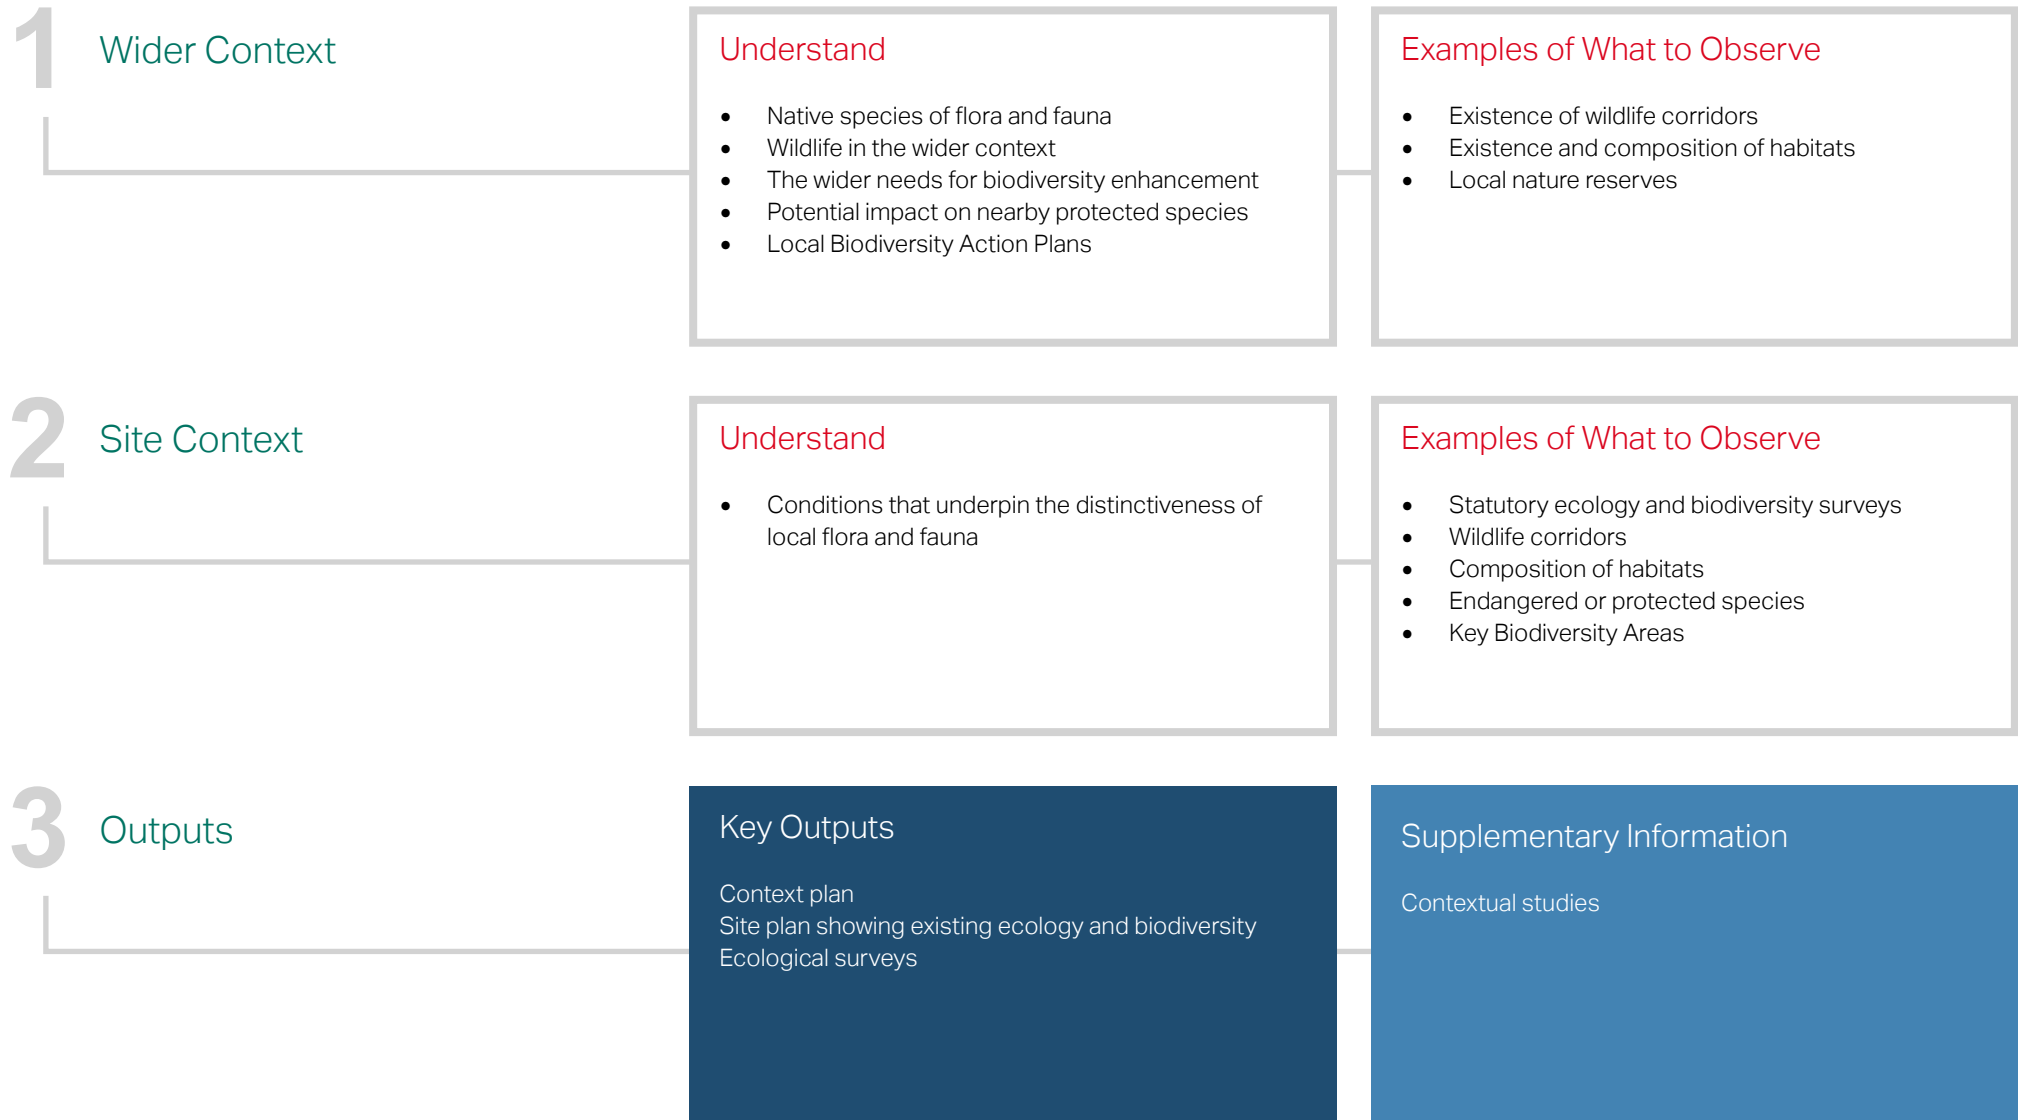 1
Wider Context
Understand
• Native species of flora and fauna
• Wildlife in the wider context
• The wider needs for biodiversity enhancement
• Potential impact on nearby protected species
• Local Biodiversity Action Plans
Examples of What to Observe
• Existence of wildlife corridors
• Existence and composition of habitats
• Local nature reserves
2
Site Context
Understand
• Conditions that underpin the distinctiveness of
local flora and fauna
Examples of What to Observe
• Statutory ecology and biodiversity surveys
• Wildlife corridors
• Composition of habitats
• Endangered or protected species
• Key Biodiversity Areas
3
Outputs
Key Outputs
Context plan
Site plan showing existing ecology and biodiversity
Ecological surveys
Supplementary Information
Contextual studies